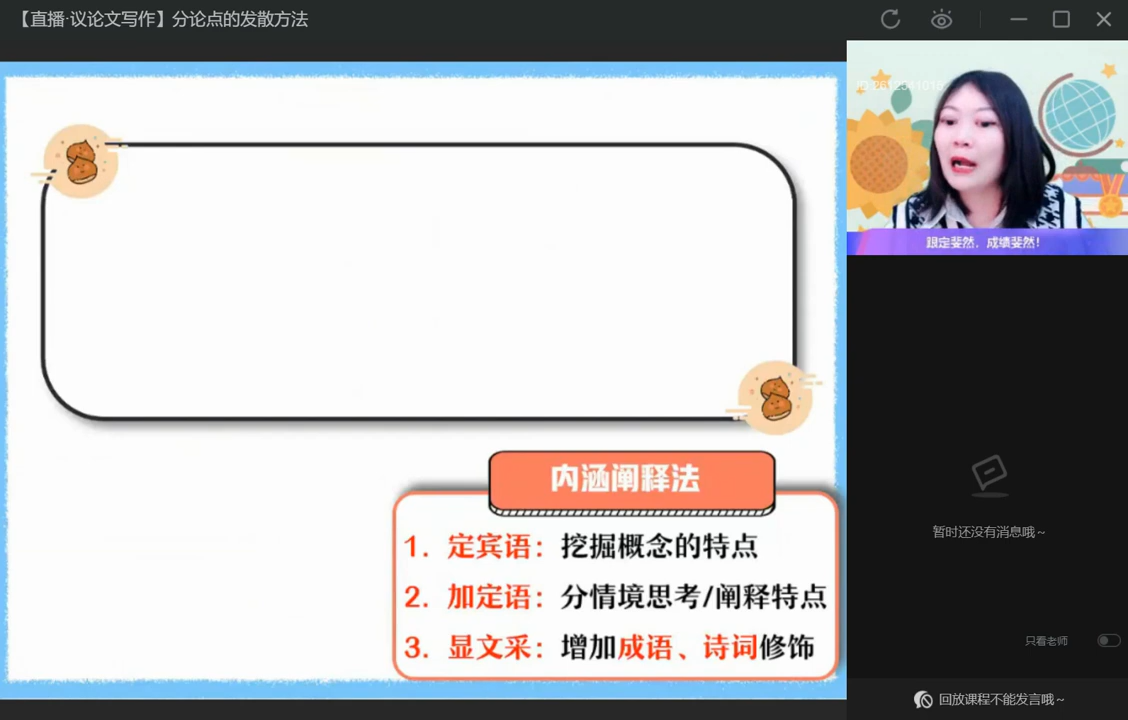 【直播·议论文写作】分论点的发散方法
跟定斐然，成绩斐然！
内涵阐释法
1. 定宾语：挖掘概念的特点
2. 加定语：分情境思考/阐释特点
3. 显文采：增加成语、诗词修饰
暂时还没有消息哦～
只看老师
回放课程不能发言哦～